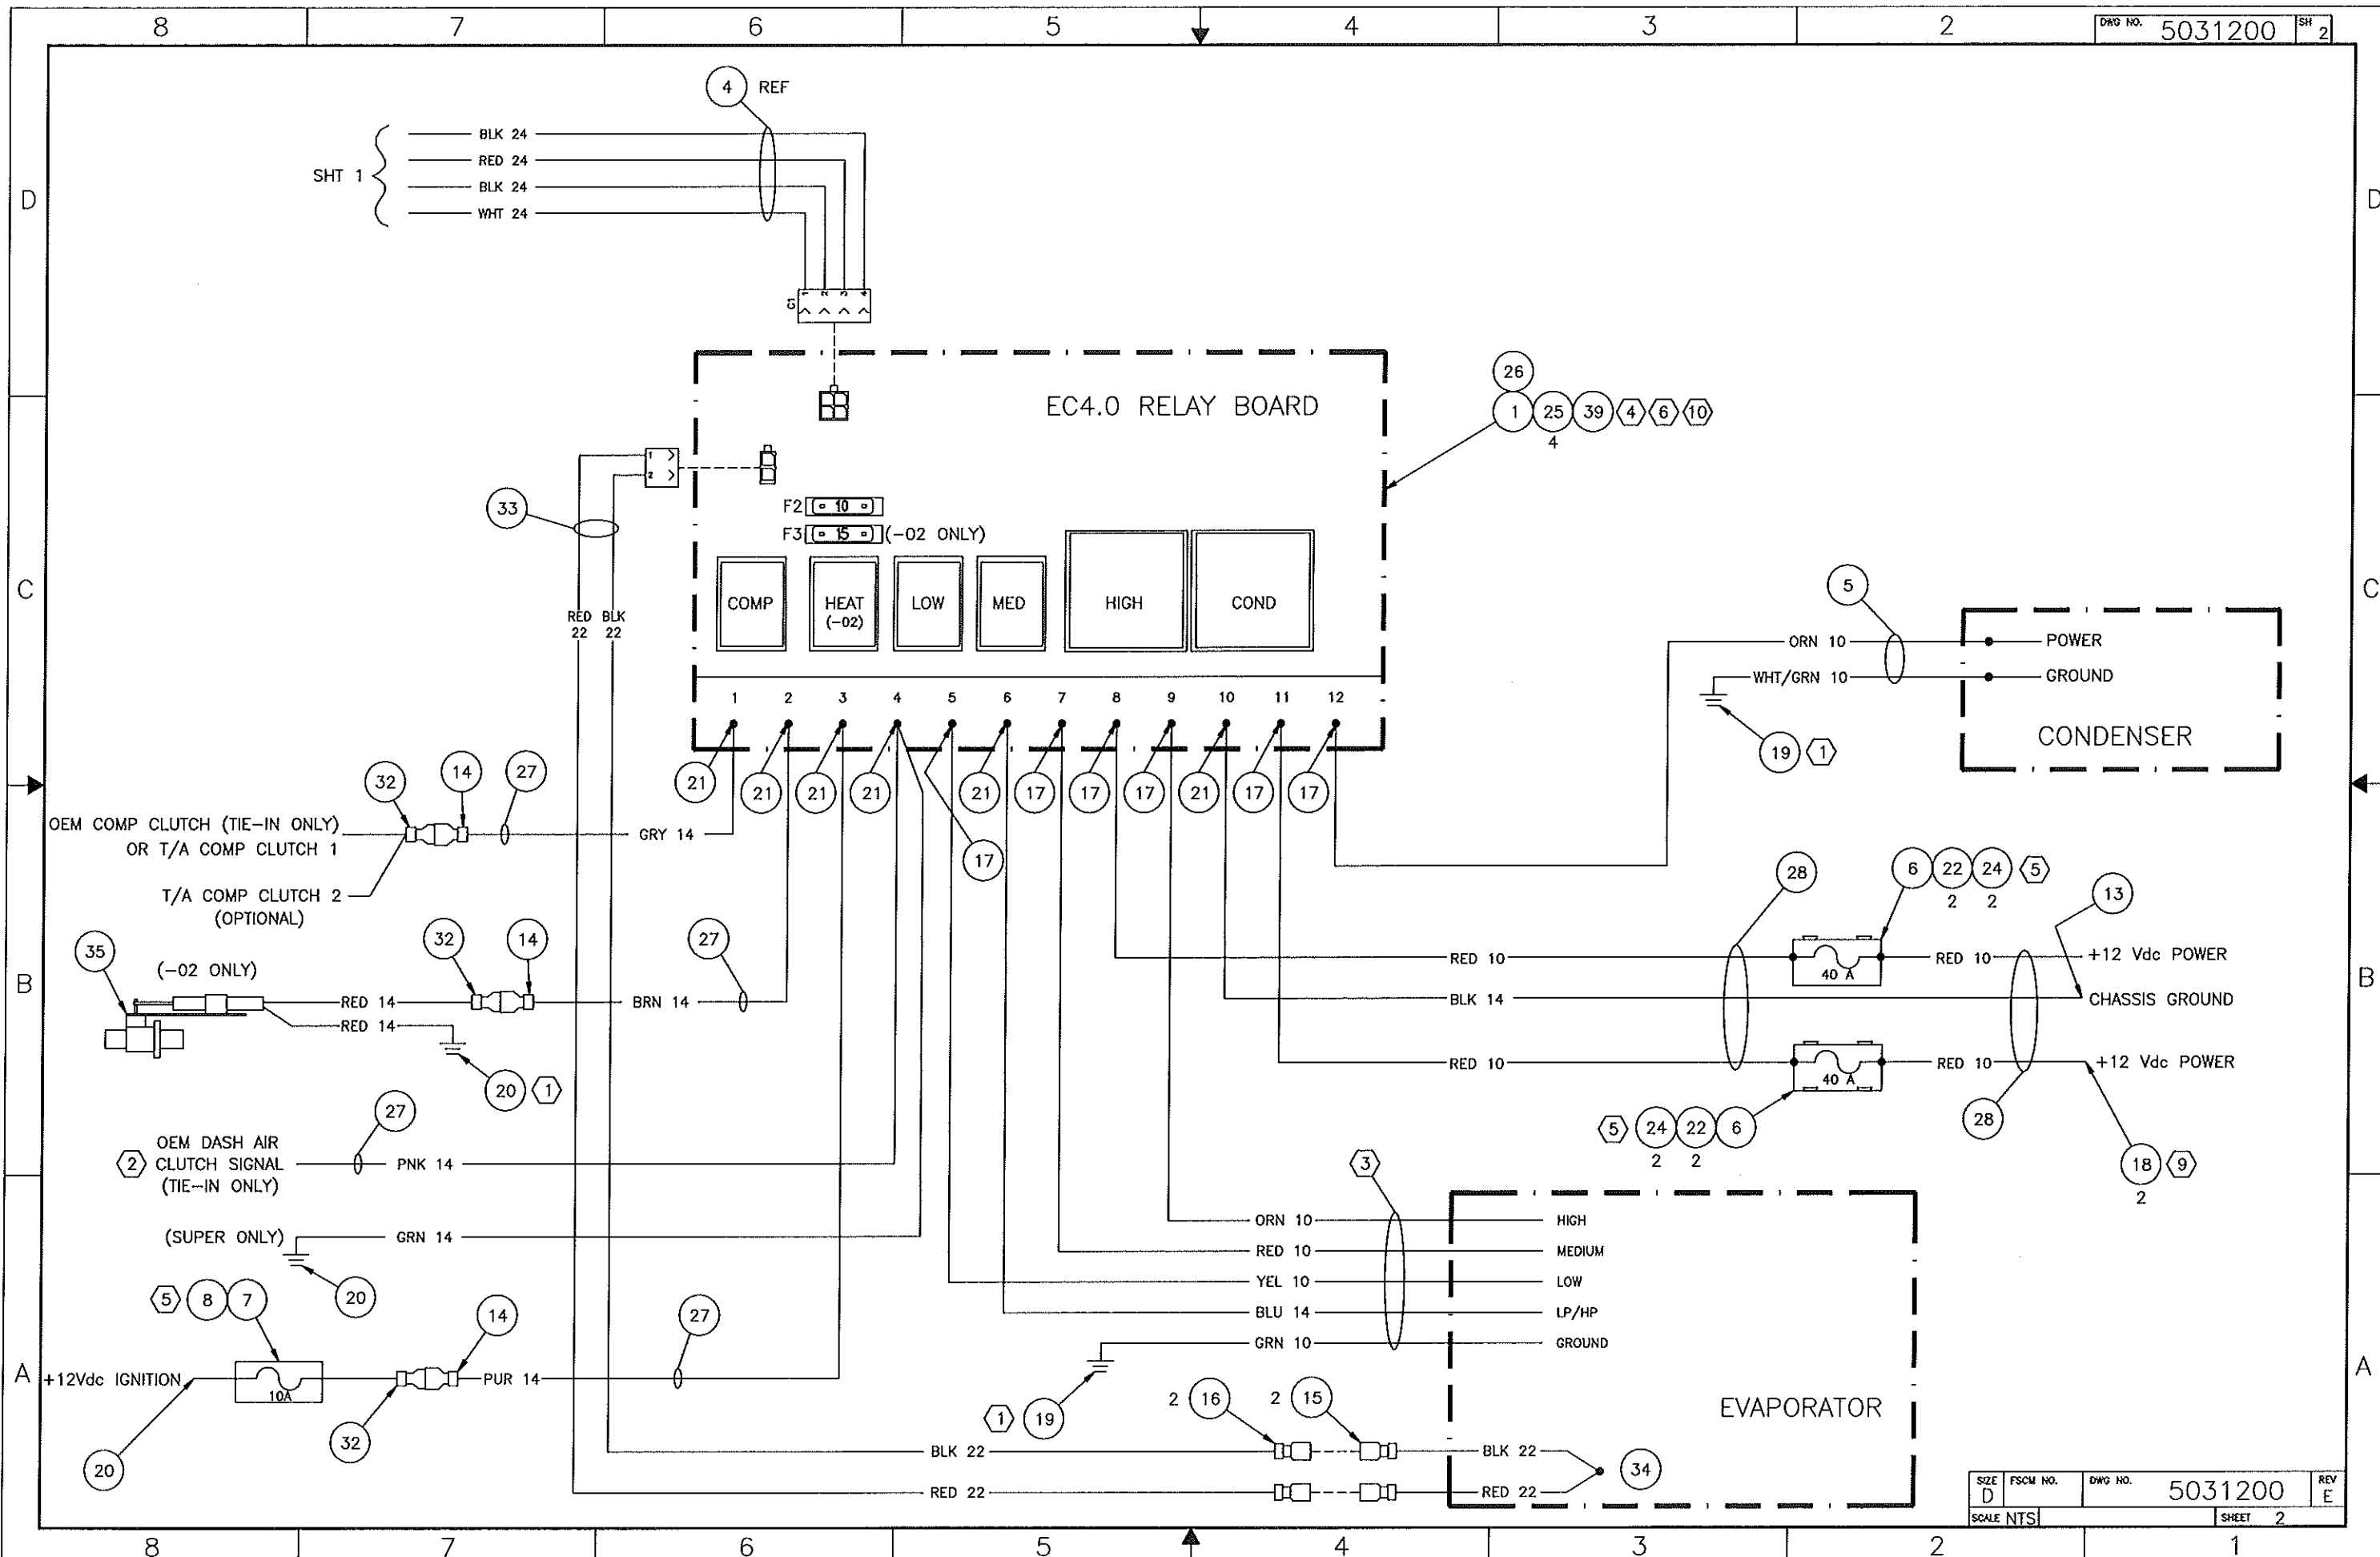 8 7 6 5 4 3 2
DWG NO. 5031200 SH 2
4 REF
BLK 24
RED 24
SHT 1
BLK 24
WHT 24
D D
1 2 3 4
26
EC4.0 RELAY BOARD
1 25 39 4 6 10
4
1
2
33
F2 10
F3 15 (-02 ONLY)
C C
COMP HEAT LOW MED HIGH COND
(-02)
RED BLK
22 22
5
ORN 10 POWER
WHT/GRN 10 GROUND
CONDENSER
19 1
1 2 3 4 5 6 7 8 9 10 11 12
21 21 21 21 21 17 17 17 21 17 17
17
32 14 27
OEM COMP CLUTCH (TIE-IN ONLY)
OR T/A COMP CLUTCH 1
GRY 14
T/A COMP CLUTCH 2
(OPTIONAL)
28
6 22 24 5
2 2
13
35
(-02 ONLY)
32 14 27
RED 14 BRN 14
RED 14
20 1
B B
RED 10 40 A RED 10 +12 Vdc POWER
BLK 14 CHASSIS GROUND
RED 10 40 A RED 10 +12 Vdc POWER
5 24 22 6
2 2
28
18 9
2
27
2
OEM DASH AIR
CLUTCH SIGNAL
(TIE-IN ONLY)
PNK 14
3
(SUPER ONLY) GRN 14
20
ORN 10 HIGH
RED 10 MEDIUM
YEL 10 LOW
BLU 14 LP/HP
GRN 10 GROUND
5 8 7
14
27
A A
+12Vdc IGNITION 10A PUR 14
32
20
1 19
2 16 2 15
EVAPORATOR
BLK 22 BLK 22
34
RED 22 RED 22
SIZE D FSCM NO. DWG NO. 5031200 REV E
SCALE NTS SHEET 2
8 7 6 5 4 3 2 1